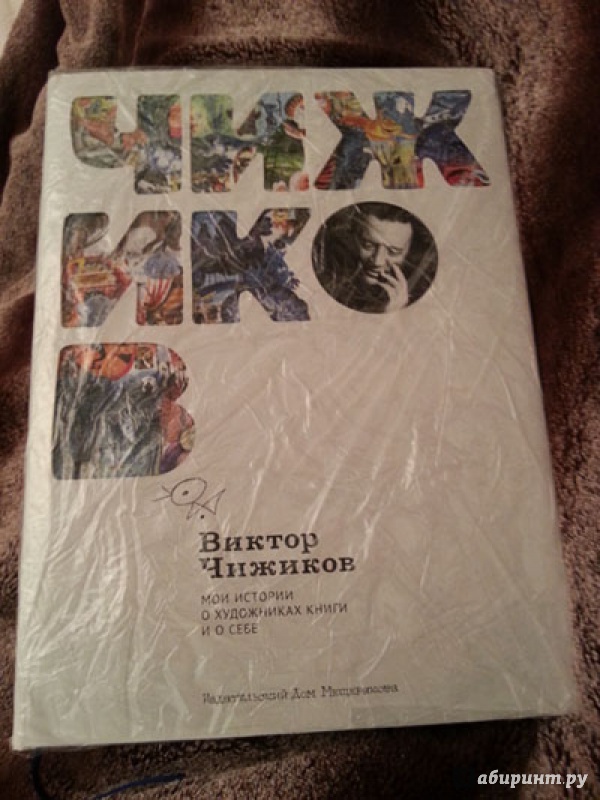 ЧИЖ
ИКО
В
Виктор
Чижиков
МОИ ИСТОРИИ
О ХУДОЖНИКАХ КНИГИ
И О СЕБЕ
Издательский Дом Мещерякова
абиринт.ру